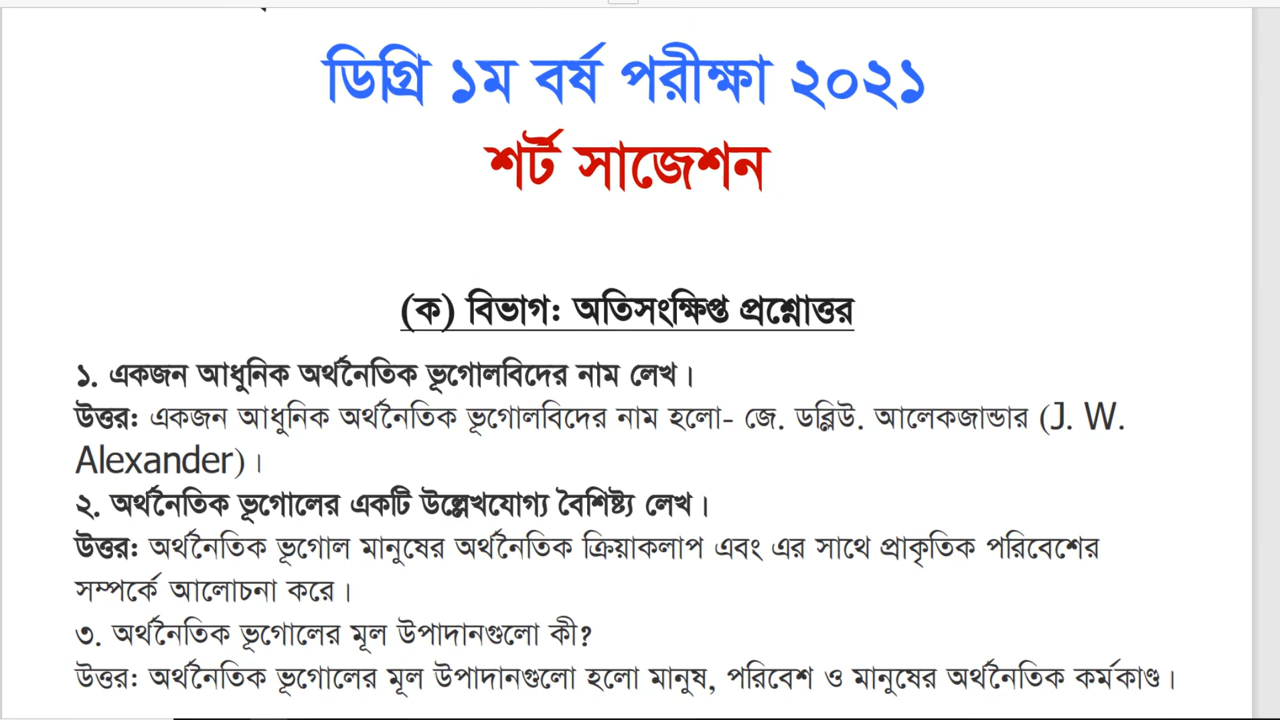 ডিগ্রি ১ম বর্ষ পরীক্ষা ২০২১
শর্ট সাজেশন
(ক) বিভাগ: অতিসংক্ষিপ্ত প্রশ্নোত্তর
১. একজন আধুনিক অর্থনৈতিক ভূগোলবিদের নাম লেখ।
উত্তর: একজন আধুনিক অর্থনৈতিক ভূগোলবিদের নাম হলো- জে. ডব্লিউ. আলেকজান্ডার (J. W.
Alexander)।
২. অর্থনৈতিক ভূগোলের একটি উল্লেখযোগ্য বৈশিষ্ট্য লেখ।
উত্তর: অর্থনৈতিক ভূগোল মানুষের অর্থনৈতিক ক্রিয়াকলাপ এবং এর সাথে প্রাকৃতিক পরিবেশের
সম্পর্কে আলোচনা করে।
৩. অর্থনৈতিক ভূগোলের মূল উপাদানগুলো কী?
উত্তর: অর্থনৈতিক ভূগোলের মূল উপাদানগুলো হলো মানুষ, পরিবেশ ও মানুষের অর্থনৈতিক কর্মকাণ্ড।